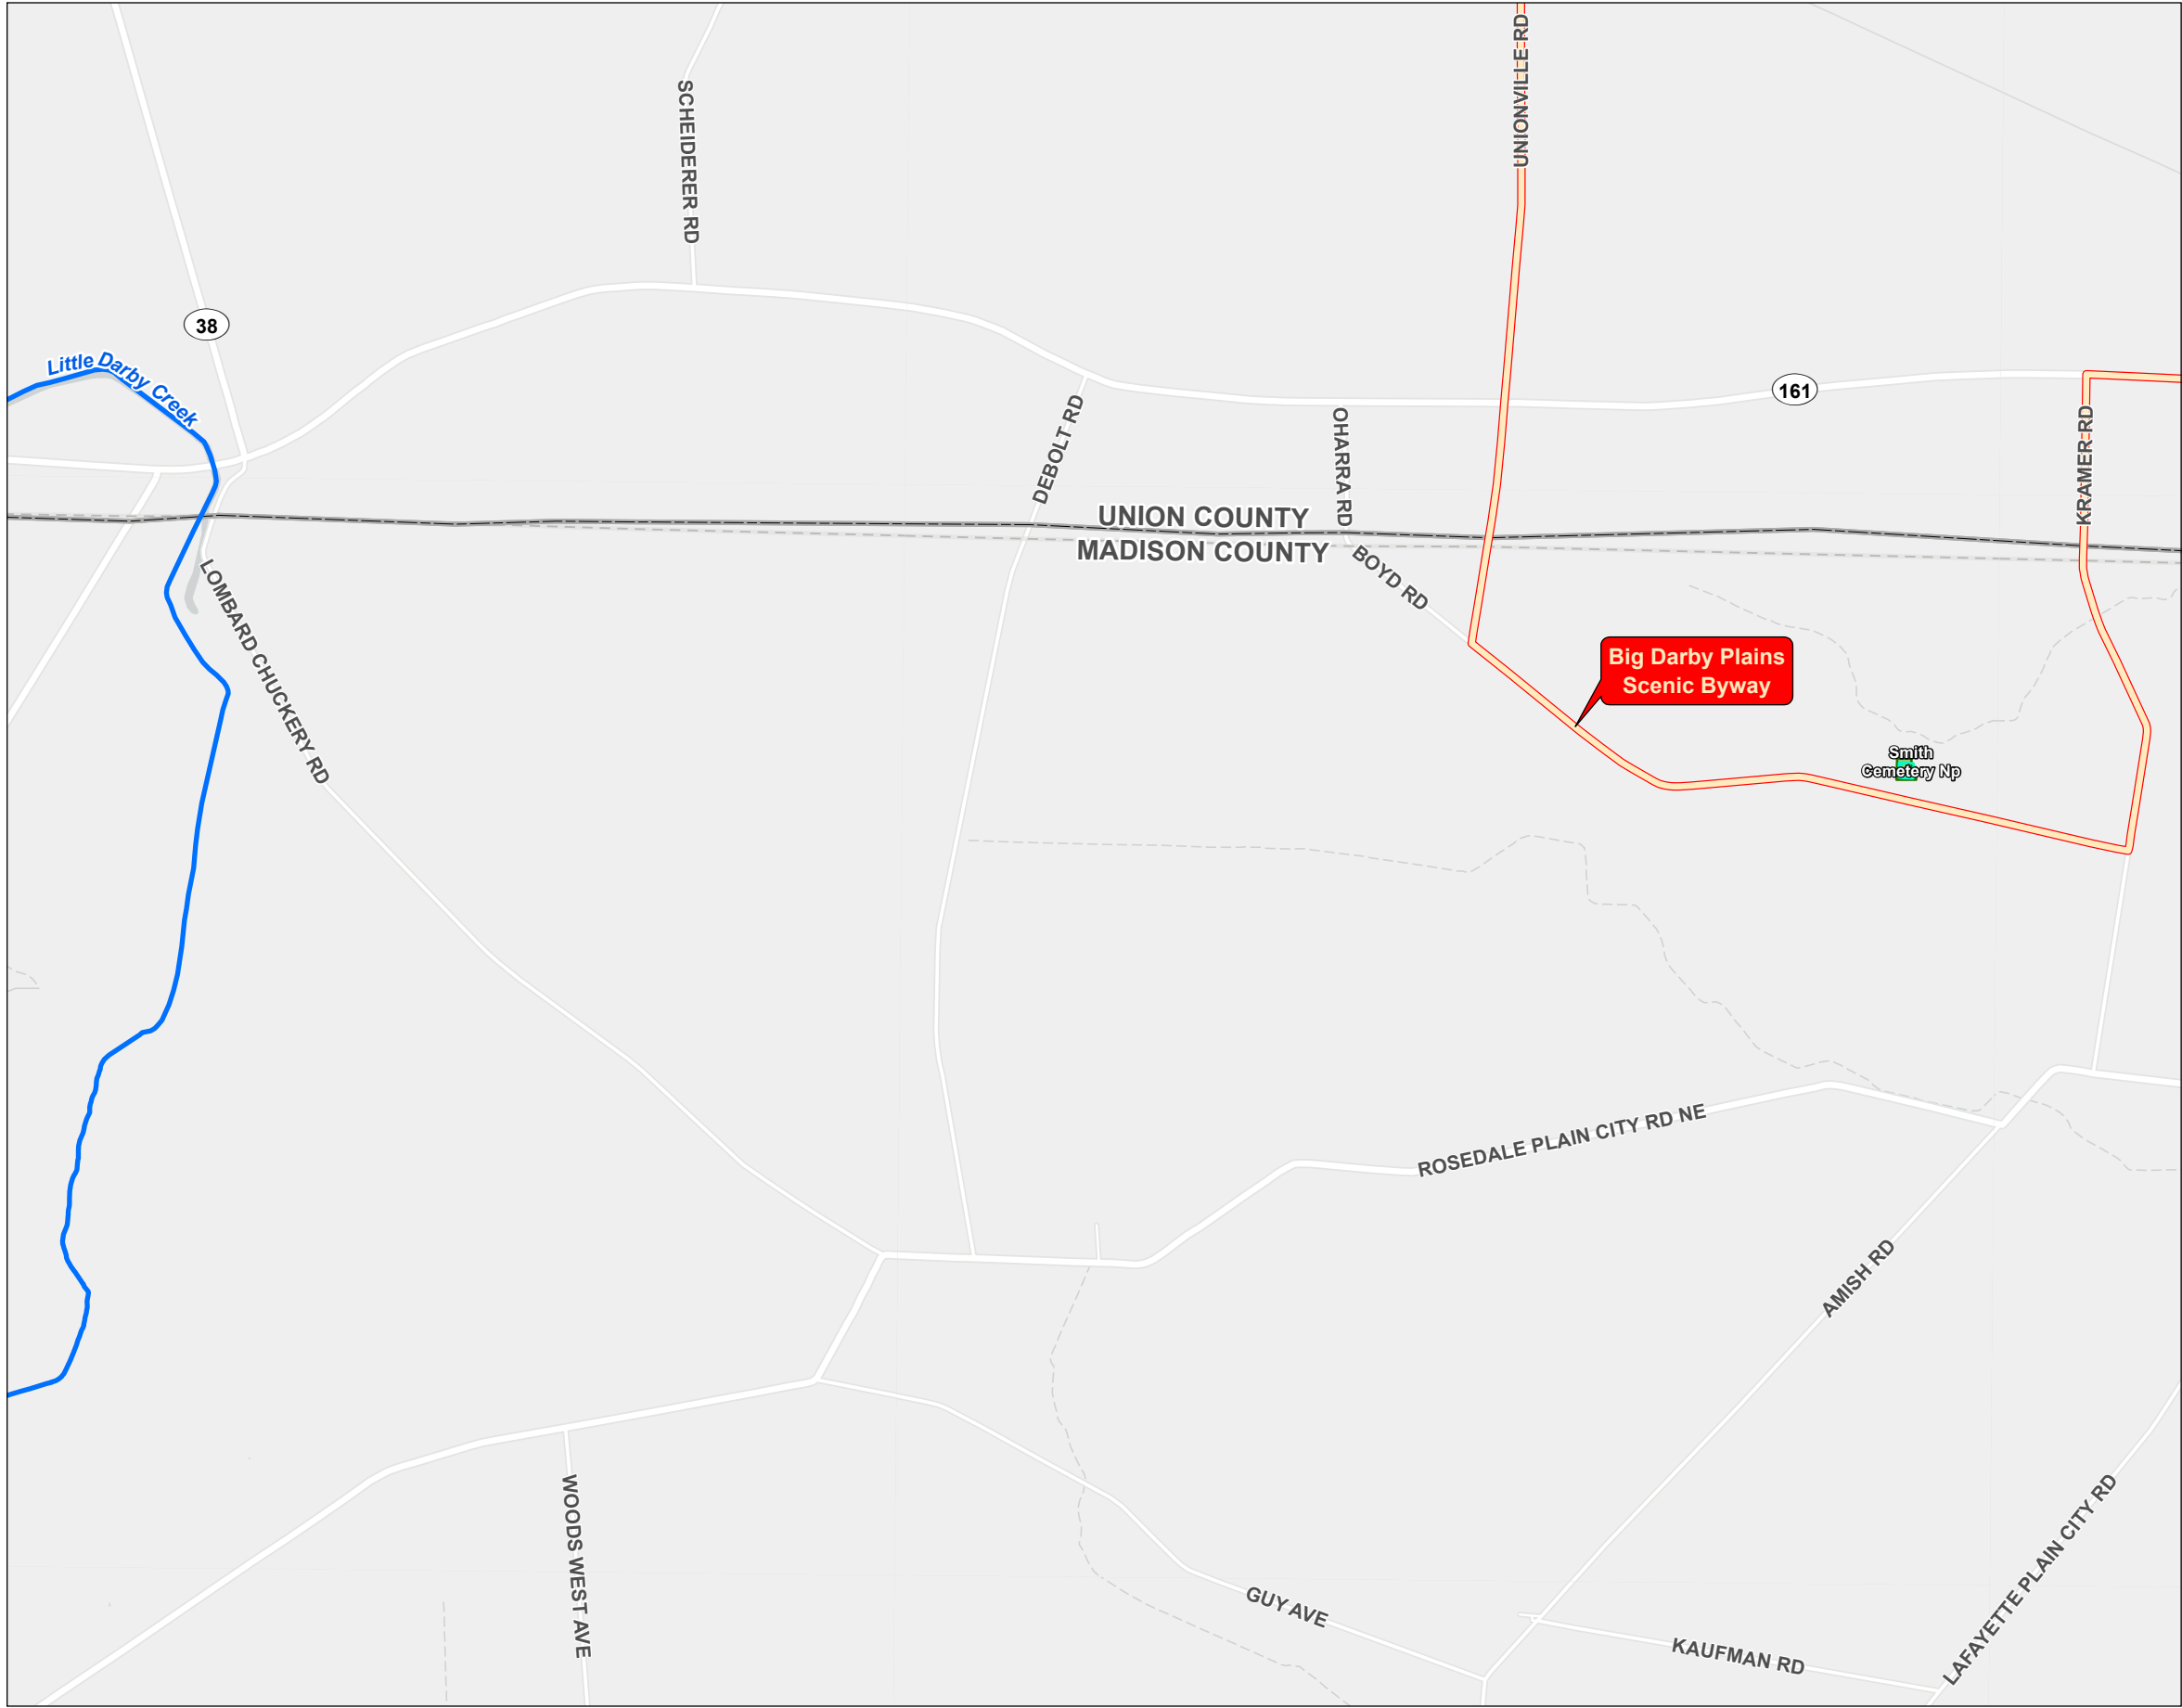 UNIONVILLE RD
SCHEIDERER RD
38
Little Darby Creek
161
DEBOLT RD
OHARRA RD
KRAMER RD
UNION COUNTY
MADISON COUNTY
BOYD RD
LOMBARD CHUCKERY RD
Big Darby Plains
Scenic Byway
Smith
Cemetery Np
ROSEDALE PLAIN CITY RD NE
AMISH RD
WOODS WEST AVE
GUY AVE
KAUFMAN RD
LAFAYETTE PLAIN CITY RD